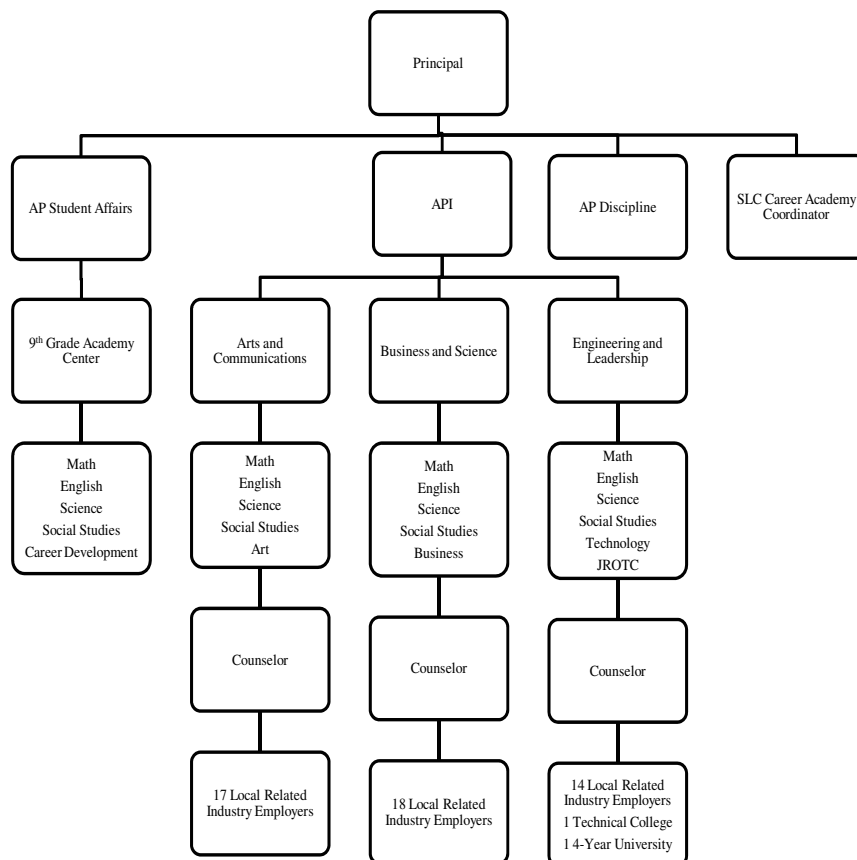 Principal
AP Student Affairs
API
AP Discipline
SLC Career Academy
Coordinator
9th Grade Academy
Center
Arts and
Communications
Business and Science
Engineering and
Leadership
Math
English
Science
Social Studies
Career Development
Math
English
Science
Social Studies
Art
Math
English
Science
Social Studies
Business
Math
English
Science
Social Studies
Technology
JROTC
Counselor
Counselor
Counselor
17 Local Related
Industry Employers
18 Local Related
Industry Employers
14 Local Related
Industry Employers
1 Technical College
1 4-Year University